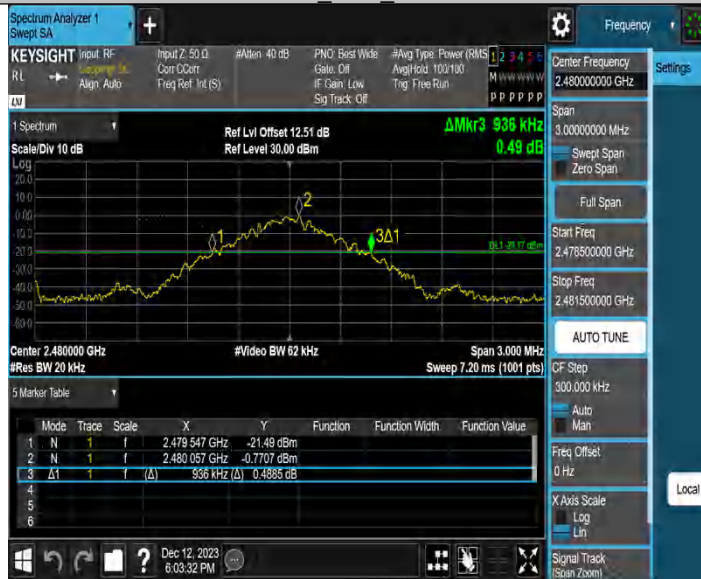 Spectrum Analyzer 1
Swept SA
+
Frequency
KEYSIGHT
Input: RF
Coupling: DC
Align: Auto
Input Z: 50 Ω
Corr CCorr
Freq Ref: Int (S)
#Atten: 40 dB
PNO: Best Wide
Gate: Off
IF Gain: Low
Sig Track: Off
#Avg Type: Power (RMS
Avg|Hold: 100/100
Trig: Free Run
1 2 3 4 5 6
M W W W W W
P P P P P P
R L
LXI
1 Spectrum
Scale/Div 10 dB
Ref Lvl Offset 12.51 dB
Ref Level 30.00 dBm
ΔMkr3 936 kHz
0.49 dB
Log
20.0
10.0
0.00
-10.0
-20.0
-30.0
-40.0
-50.0
-60.0
1
2
3Δ1
Center 2.480000 GHz
#Video BW 62 kHz
Span 3.000 MHz
#Res BW 20 kHz
Sweep 7.20 ms (1001 pts)
5 Marker Table
Mode Trace Scale X Y Function Function Width Function Value
1 N 1 f 2.479 547 GHz -21.49 dBm
2 N 1 f 2.480 057 GHz -0.7707 dBm
3 Δ1 1 f (Δ) 936 kHz (Δ) 0.4885 dB
4
5
6
? Dec 12, 2023
6:03:32 PM
Center Frequency
2.480000000 GHz
Settings
Span
3.00000000 MHz
Swept Span
Zero Span
Full Span
Start Freq
2.478500000 GHz
Stop Freq
2.481500000 GHz
AUTO TUNE
CF Step
300.000 kHz
Auto
Man
Freq Offset
0 Hz
Local
X Axis Scale
Log
Lin
Signal Track
(Span Zoom)